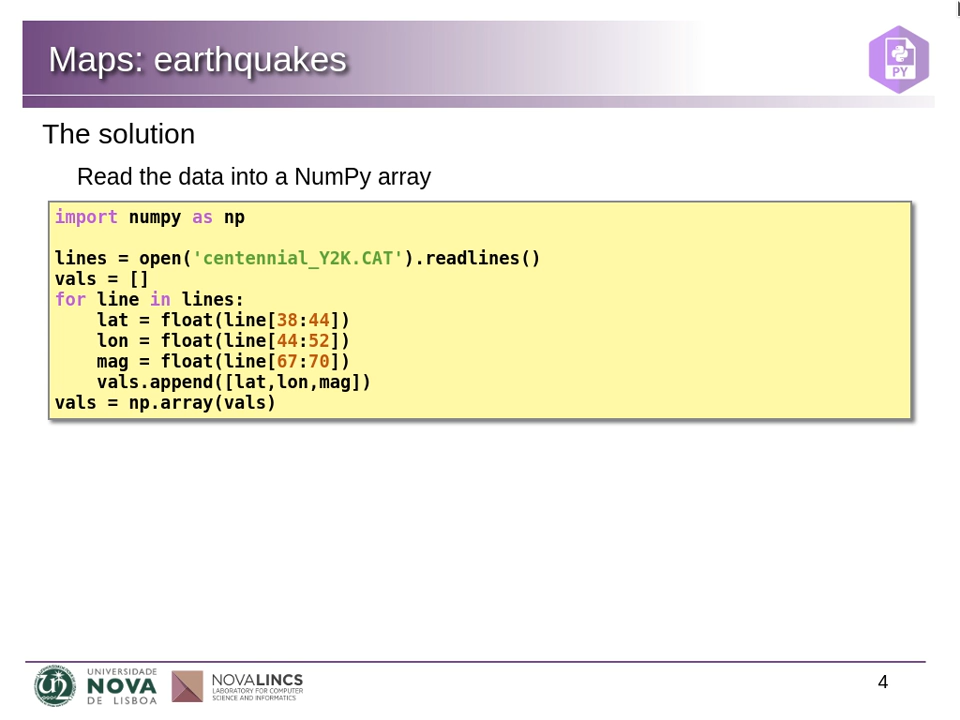 Maps: earthquakes
PY
The solution
Read the data into a NumPy array
import numpy as np
lines = open('centennial_Y2K.CAT').readlines()
vals = []
for line in lines:
    lat = float(line[38:44])
    lon = float(line[44:52])
    mag = float(line[67:70])
    vals.append([lat,lon,mag])
vals = np.array(vals)
UNIVERSIDADE
NOVA
DE LISBOA
NOVALINCS
LABORATORY FOR COMPUTER
SCIENCE AND INFORMATICS
4